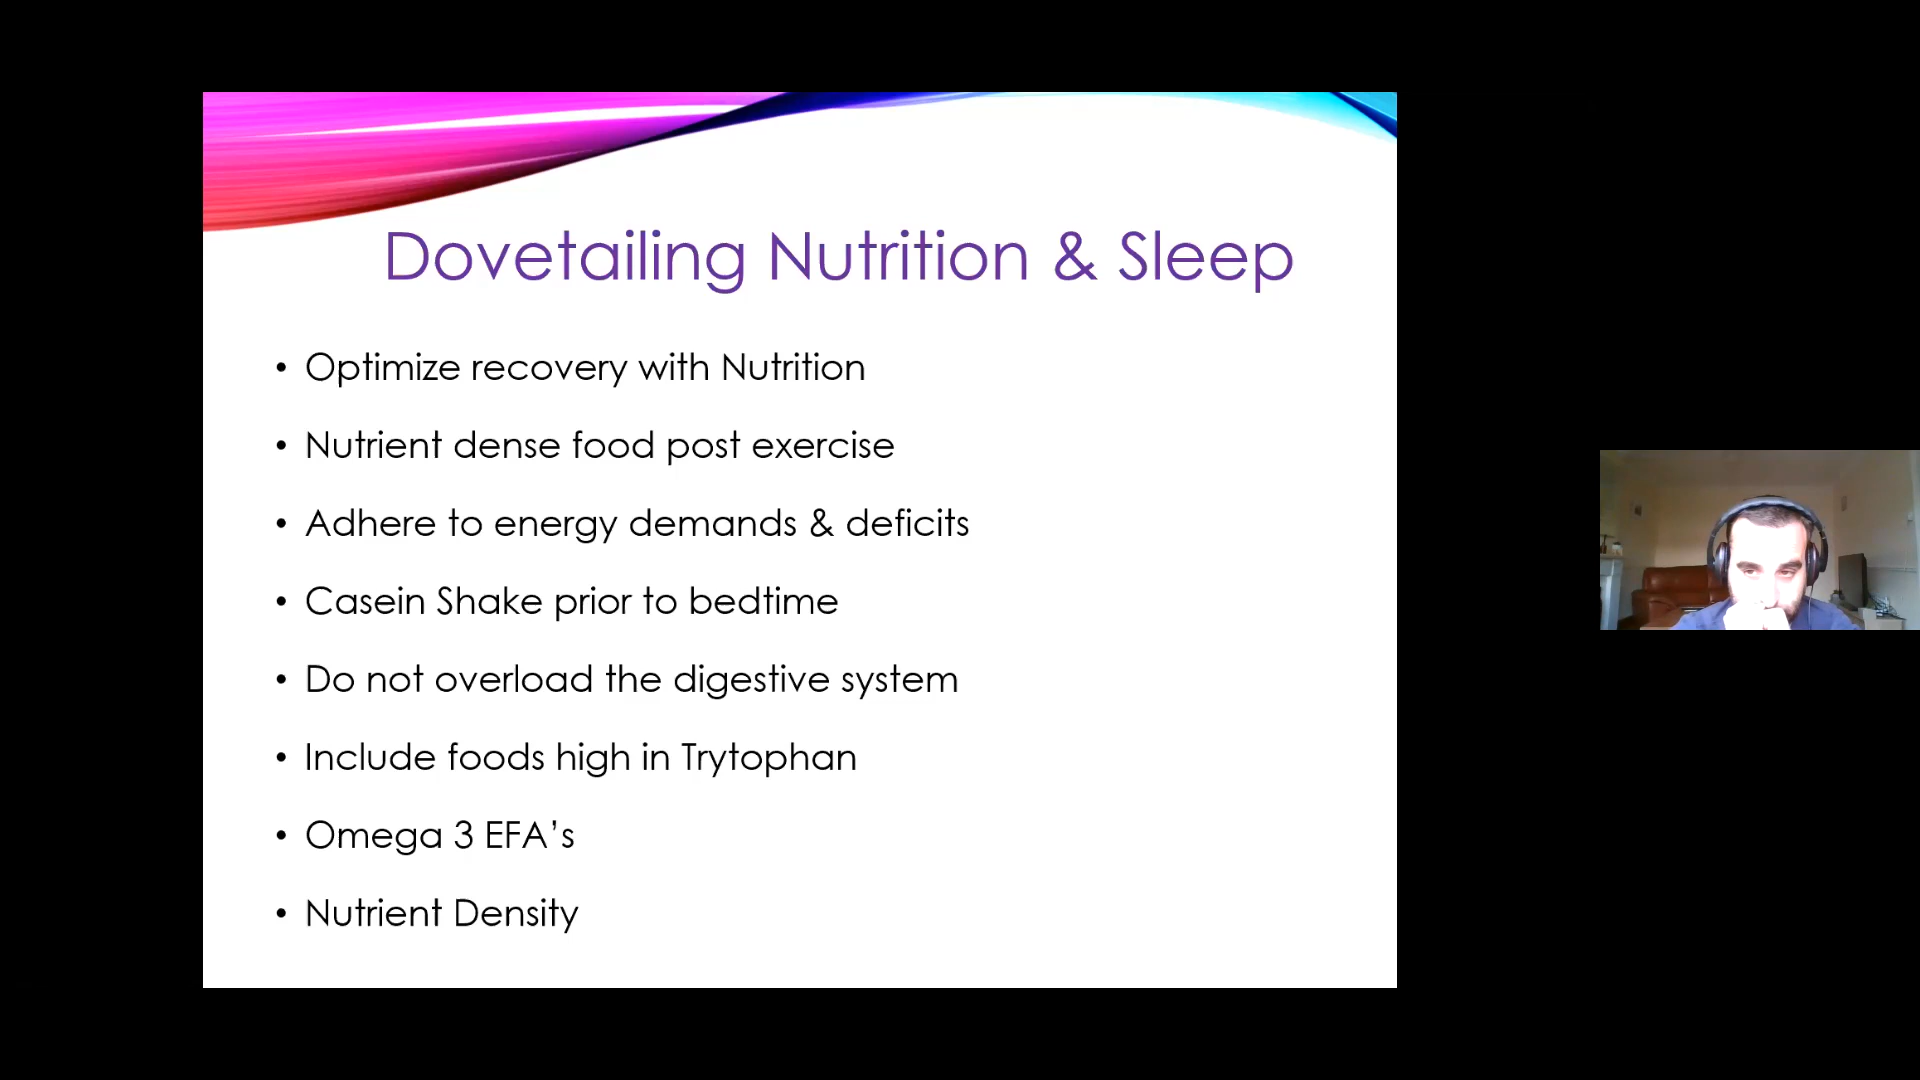 Dovetailing Nutrition & Sleep
• Optimize recovery with Nutrition
• Nutrient dense food post exercise
• Adhere to energy demands & deficits
• Casein Shake prior to bedtime
• Do not overload the digestive system
• Include foods high in Trytophan
• Omega 3 EFA’s
• Nutrient Density